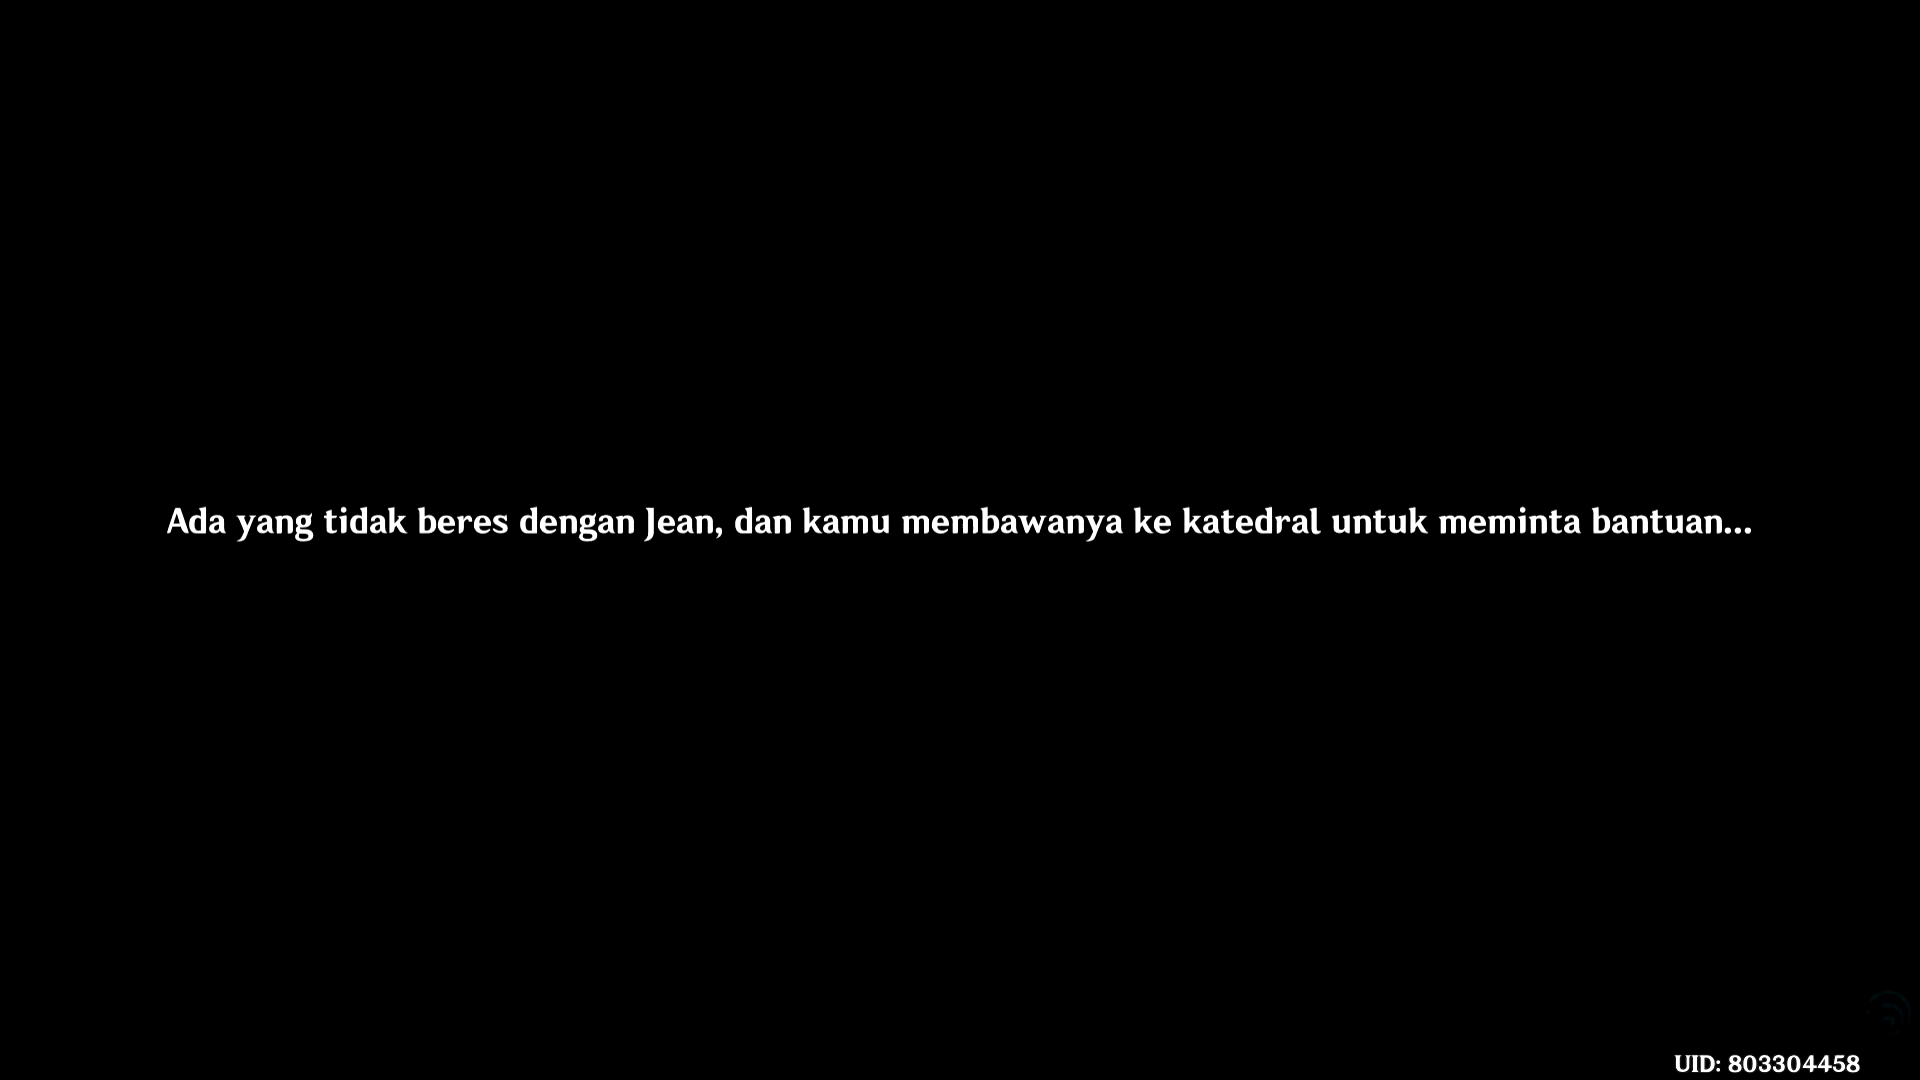 Ada yang tidak beres dengan Jean, dan kamu membawanya ke katedral untuk meminta bantuan...
UID: 803304458